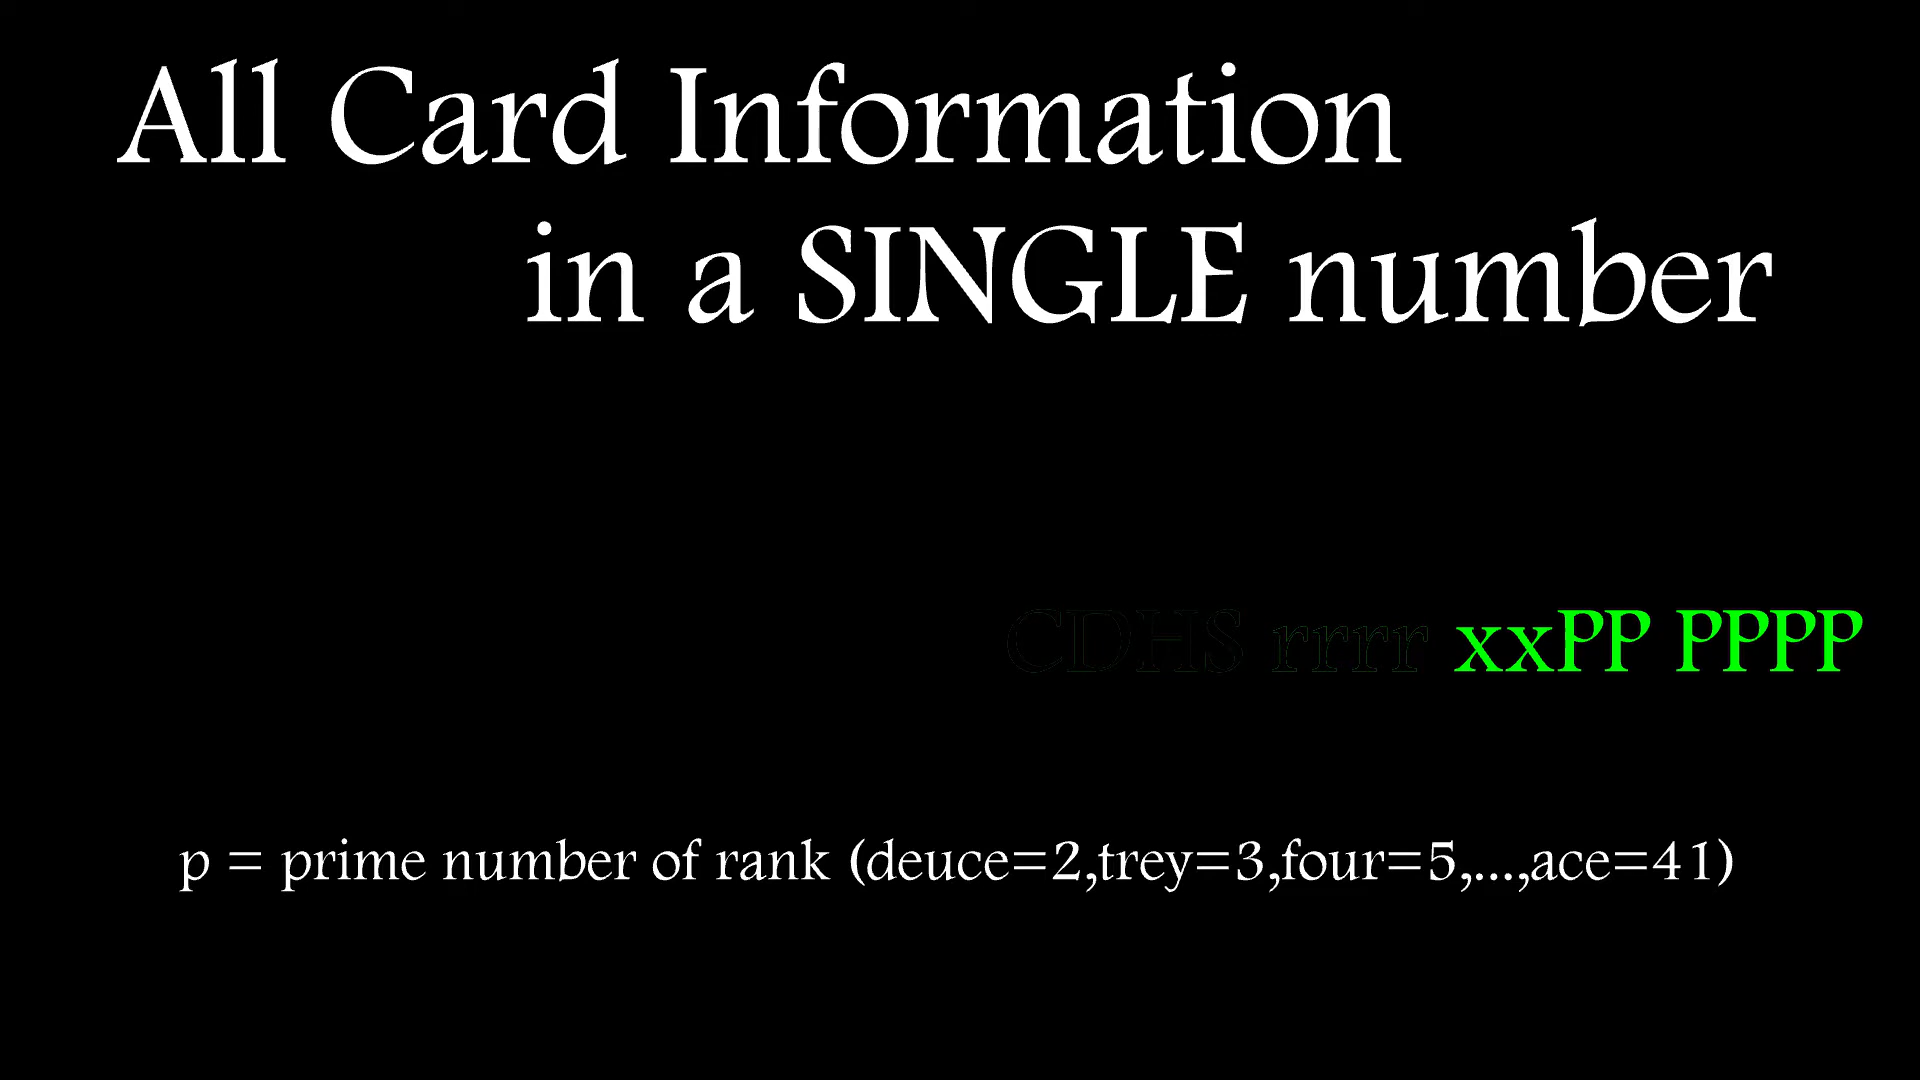 All Card Information
in a SINGLE number
CDHS rrrr xxPP PPPP
p = prime number of rank (deuce=2,trey=3,four=5,...,ace=41)